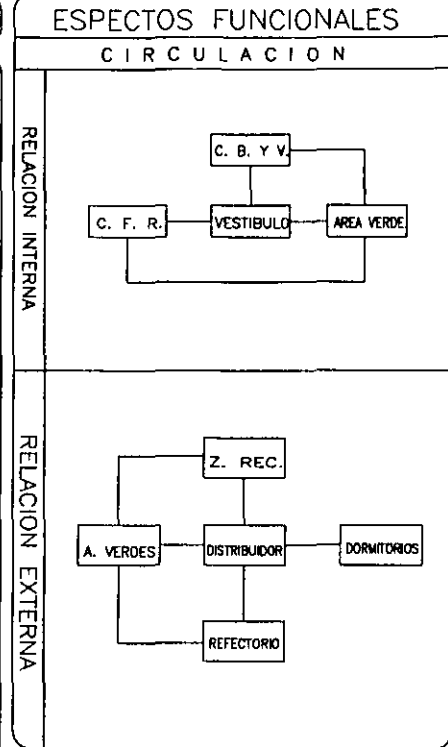 ESPECTOS FUNCIONALES
CIRCULACION
RELACION INTERNA
C. B. Y V.
C. F. R.
VESTIBULO
AREA VERDE
RELACION EXTERNA
Z. REC.
A. VERDES
DISTRIBUIDOR
DORMITORIOS
REFECTORIO